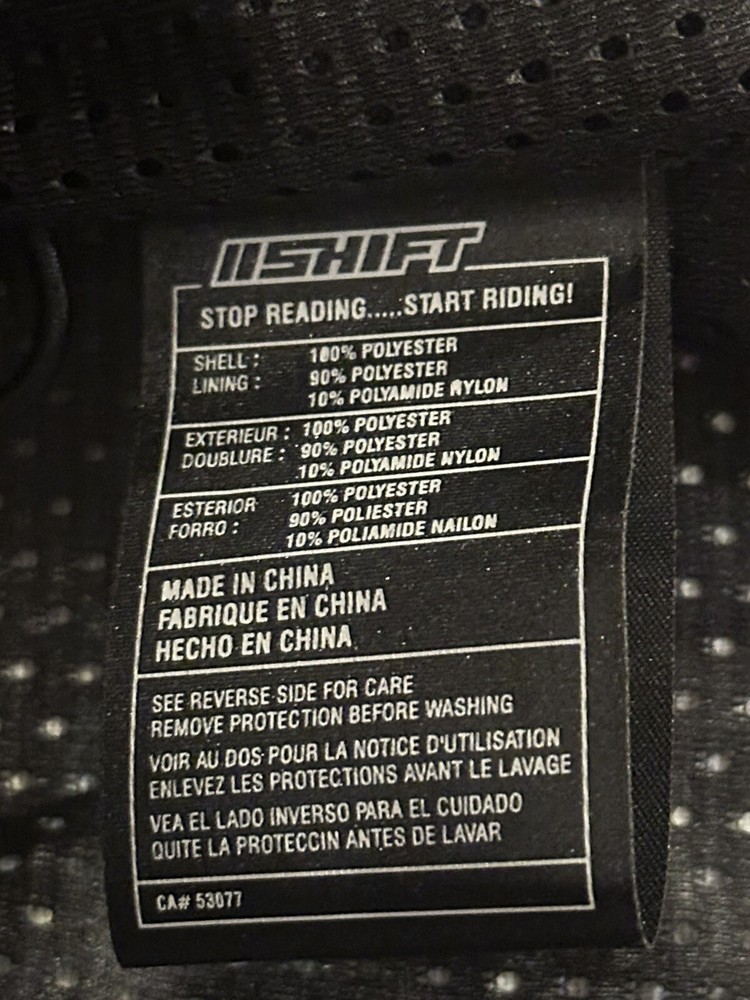 SHIFT
STOP READING.....START RIDING!
SHELL : 100% POLYESTER
LINING : 90% POLYESTER
10% POLYAMIDE NYLON
EXTERIEUR : 100% POLYESTER
DOUBLURE : 90% POLYESTER
10% POLYAMIDE NYLON
ESTERIOR 100% POLYESTER
FORRO : 90% POLIESTER
10% POLIAMIDE NAILON
MADE IN CHINA
FABRIQUE EN CHINA
HECHO EN CHINA
SEE REVERSE SIDE FOR CARE
REMOVE PROTECTION BEFORE WASHING
VOIR AU DOS POUR LA NOTICE D'UTILISATION
ENLEVEZ LES PROTECTIONS AVANT LE LAVAGE
VEA EL LADO INVERSO PARA EL CUIDADO
QUITE LA PROTECCIN ANTES DE LAVAR
CA# 53077